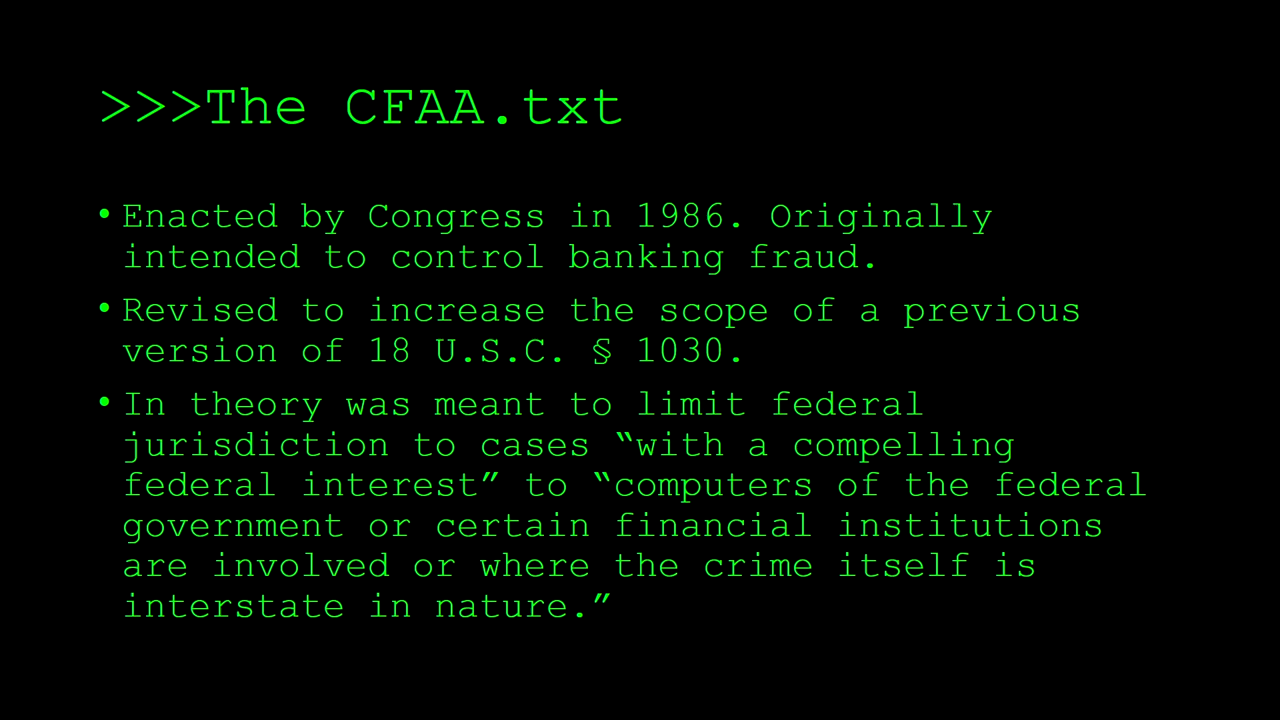 >>>The CFAA.txt
• Enacted by Congress in 1986. Originally
intended to control banking fraud.
• Revised to increase the scope of a previous
version of 18 U.S.C. § 1030.
• In theory was meant to limit federal
jurisdiction to cases “with a compelling
federal interest” to “computers of the federal
government or certain financial institutions
are involved or where the crime itself is
interstate in nature.”